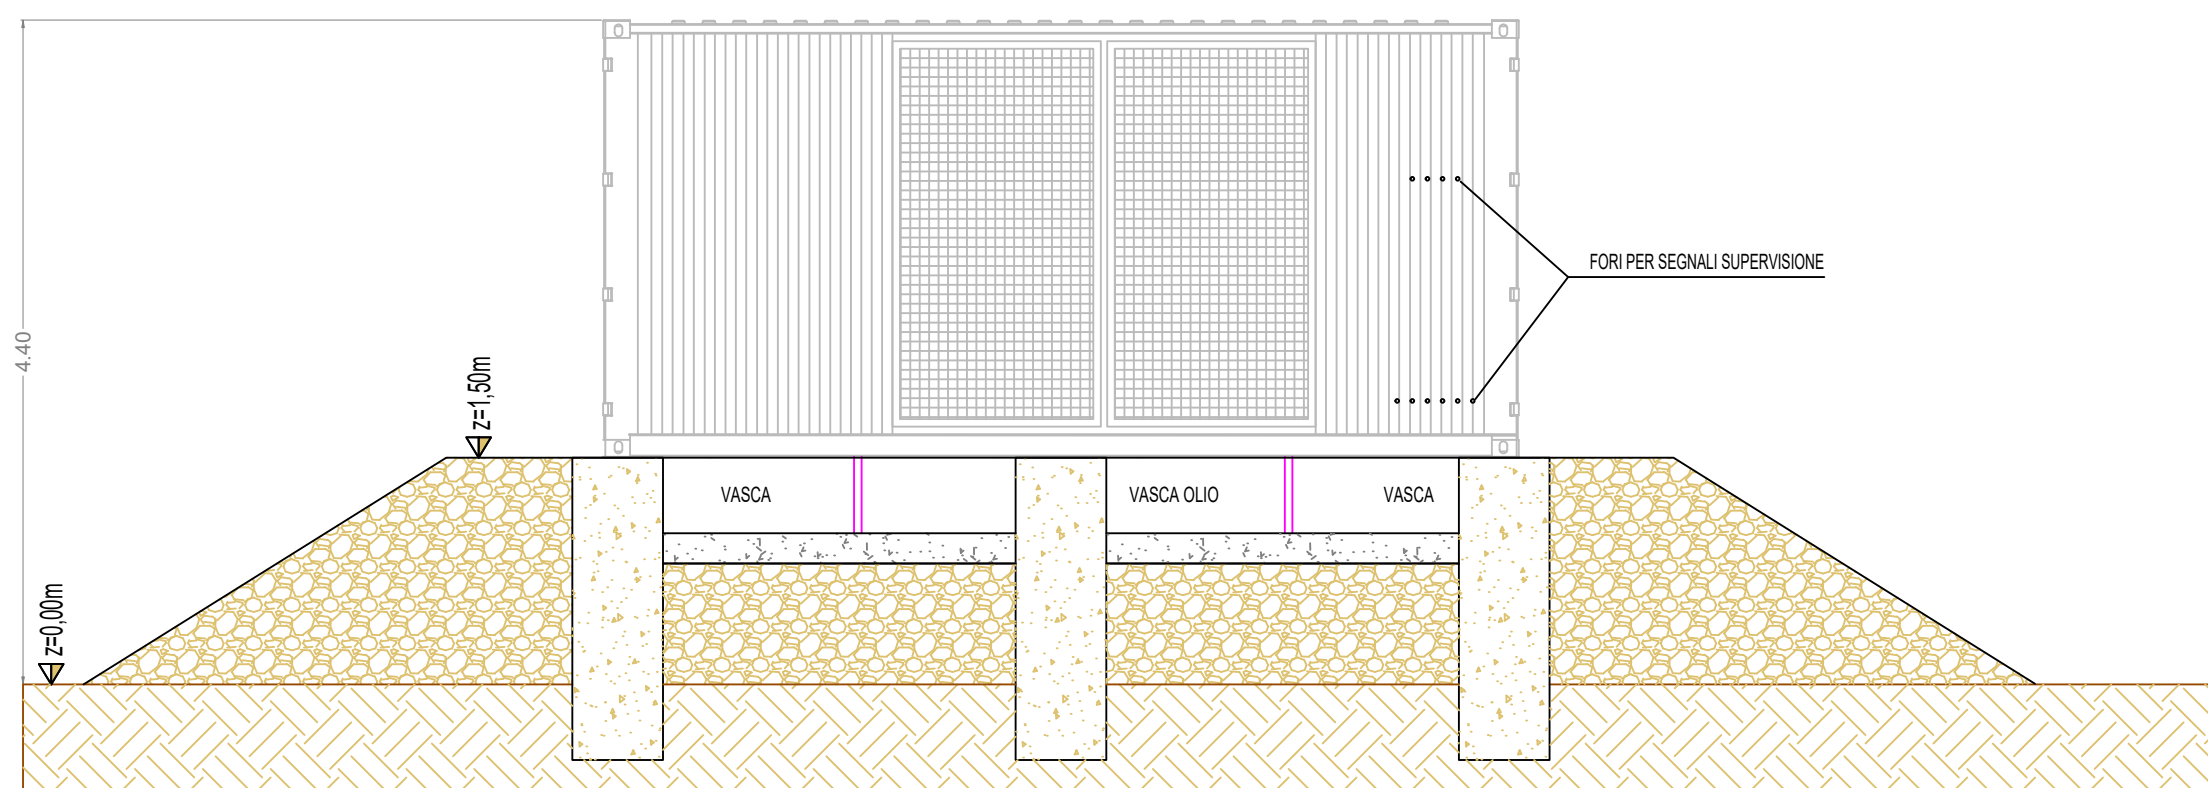 FORI PER SEGNALI SUPERVISIONE
4.40
z=1,50m
VASCA
VASCA OLIO
VASCA
z=0,00m